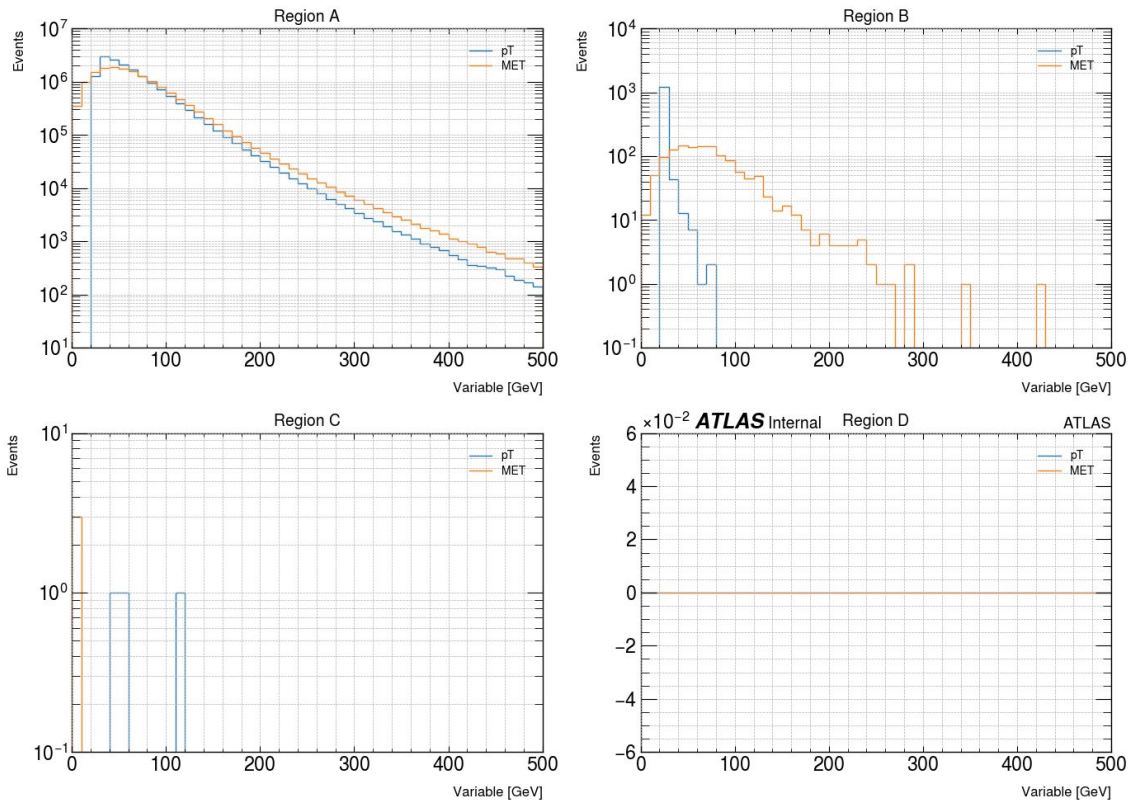 Region A
Events
10^7
10^6
10^5
10^4
10^3
10^2
10^1
pT
MET
0 100 200 300 400 500
Variable [GeV]
Region B
Events
10^4
10^3
10^2
10^1
10^0
10^−1
pT
MET
0 100 200 300 400 500
Variable [GeV]
Region C
Events
10^1
10^0
10^−1
pT
MET
0 100 200 300 400 500
Variable [GeV]
×10^−2 ATLAS Internal Region D ATLAS
Events
6
4
2
0
−2
−4
−6
pT
MET
0 100 200 300 400 500
Variable [GeV]